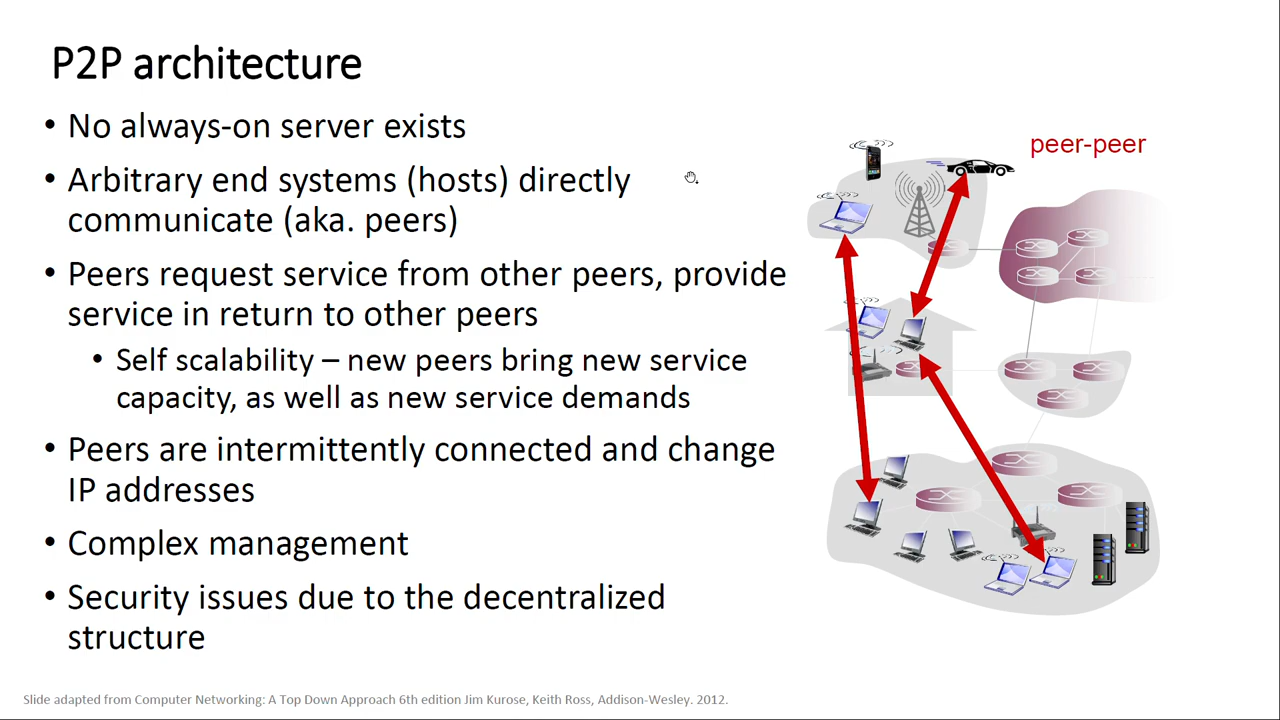 P2P architecture
• No always-on server exists
• Arbitrary end systems (hosts) directly
communicate (aka. peers)
• Peers request service from other peers, provide
service in return to other peers
• Self scalability – new peers bring new service
capacity, as well as new service demands
• Peers are intermittently connected and change
IP addresses
• Complex management
• Security issues due to the decentralized
structure
peer-peer
Slide adapted from Computer Networking: A Top Down Approach 6th edition Jim Kurose, Keith Ross, Addison-Wesley. 2012.